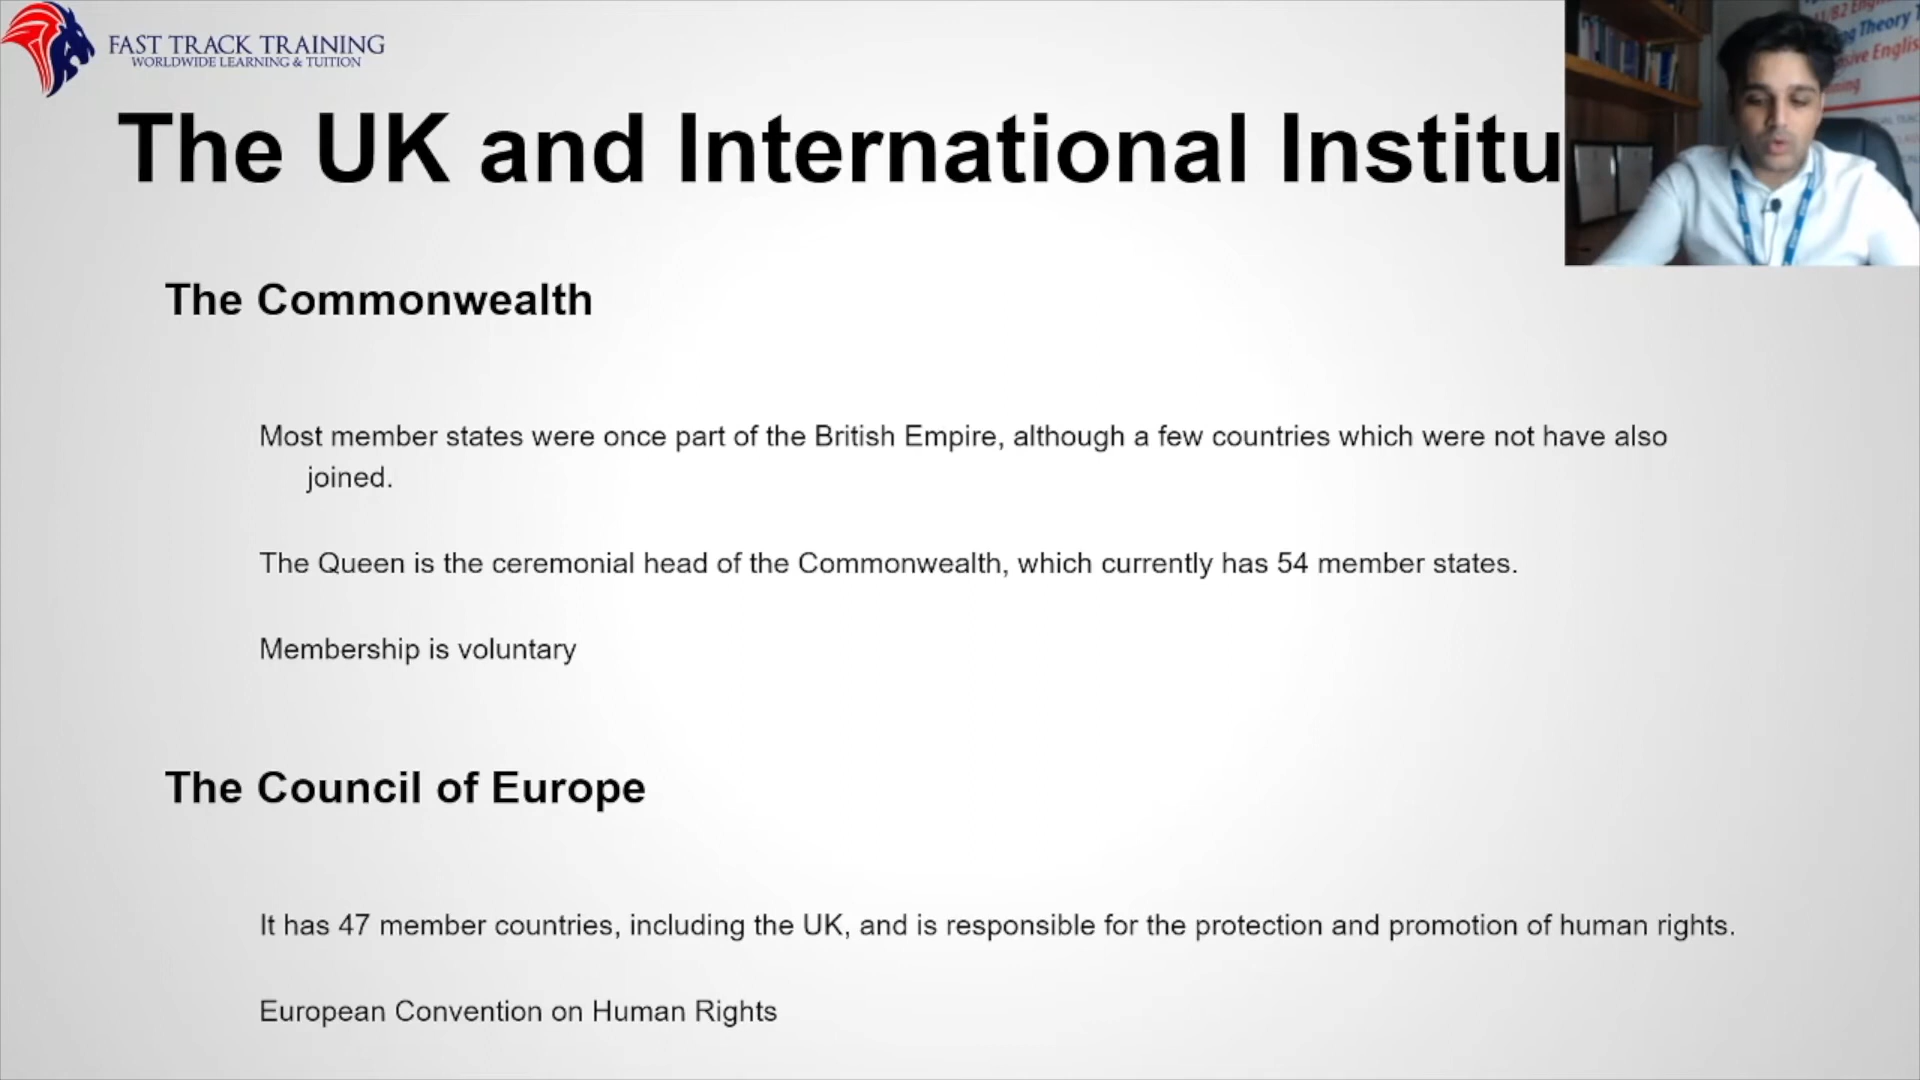 FAST TRACK TRAINING
WORLDWIDE LEARNING & TUITION
The UK and International Institu
The Commonwealth
Most member states were once part of the British Empire, although a few countries which were not have also
joined.
The Queen is the ceremonial head of the Commonwealth, which currently has 54 member states.
Membership is voluntary
The Council of Europe
It has 47 member countries, including the UK, and is responsible for the protection and promotion of human rights.
European Convention on Human Rights
Theory